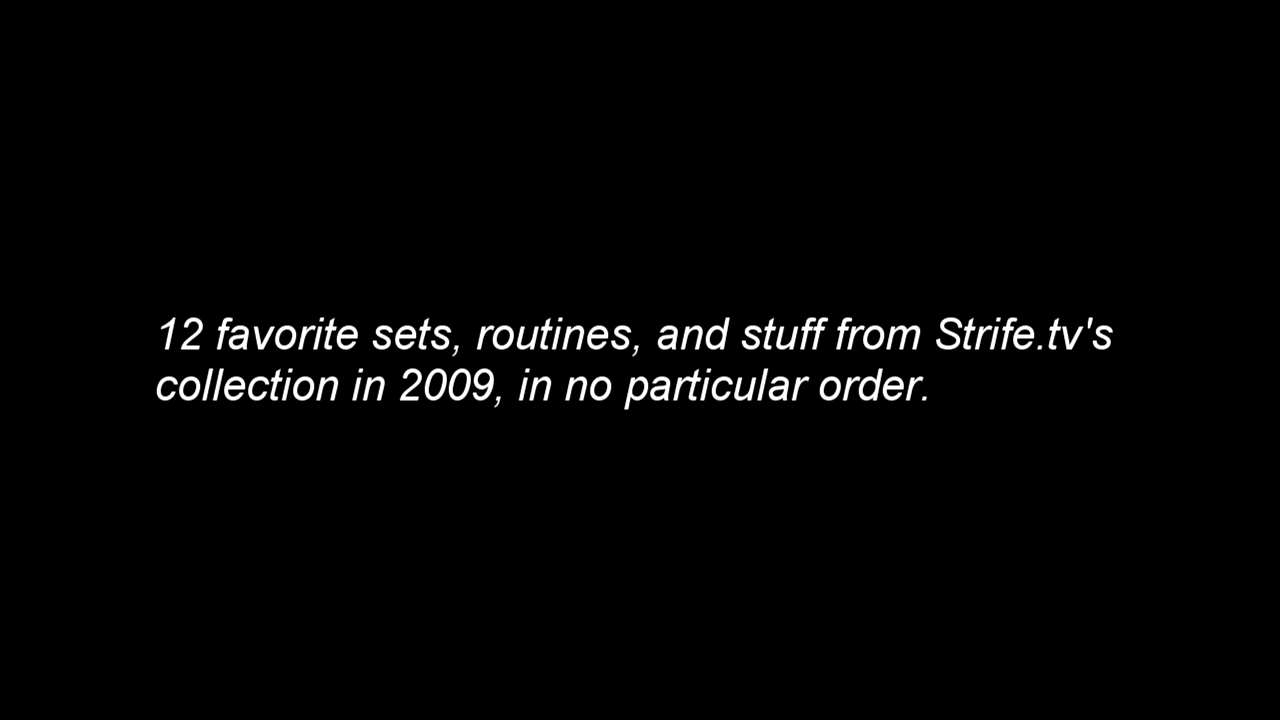 12 favorite sets, routines, and stuff from Strife.tv's
collection in 2009, in no particular order.